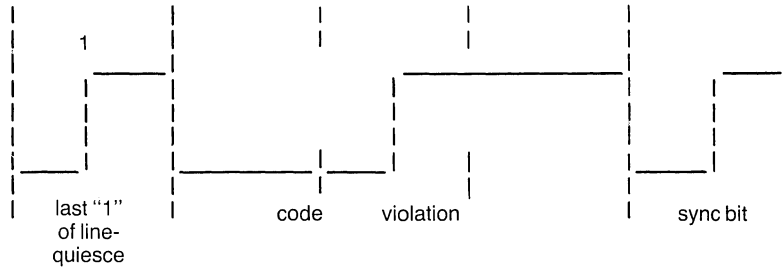 1
last "1"
of line-
quiesce
code violation
sync bit